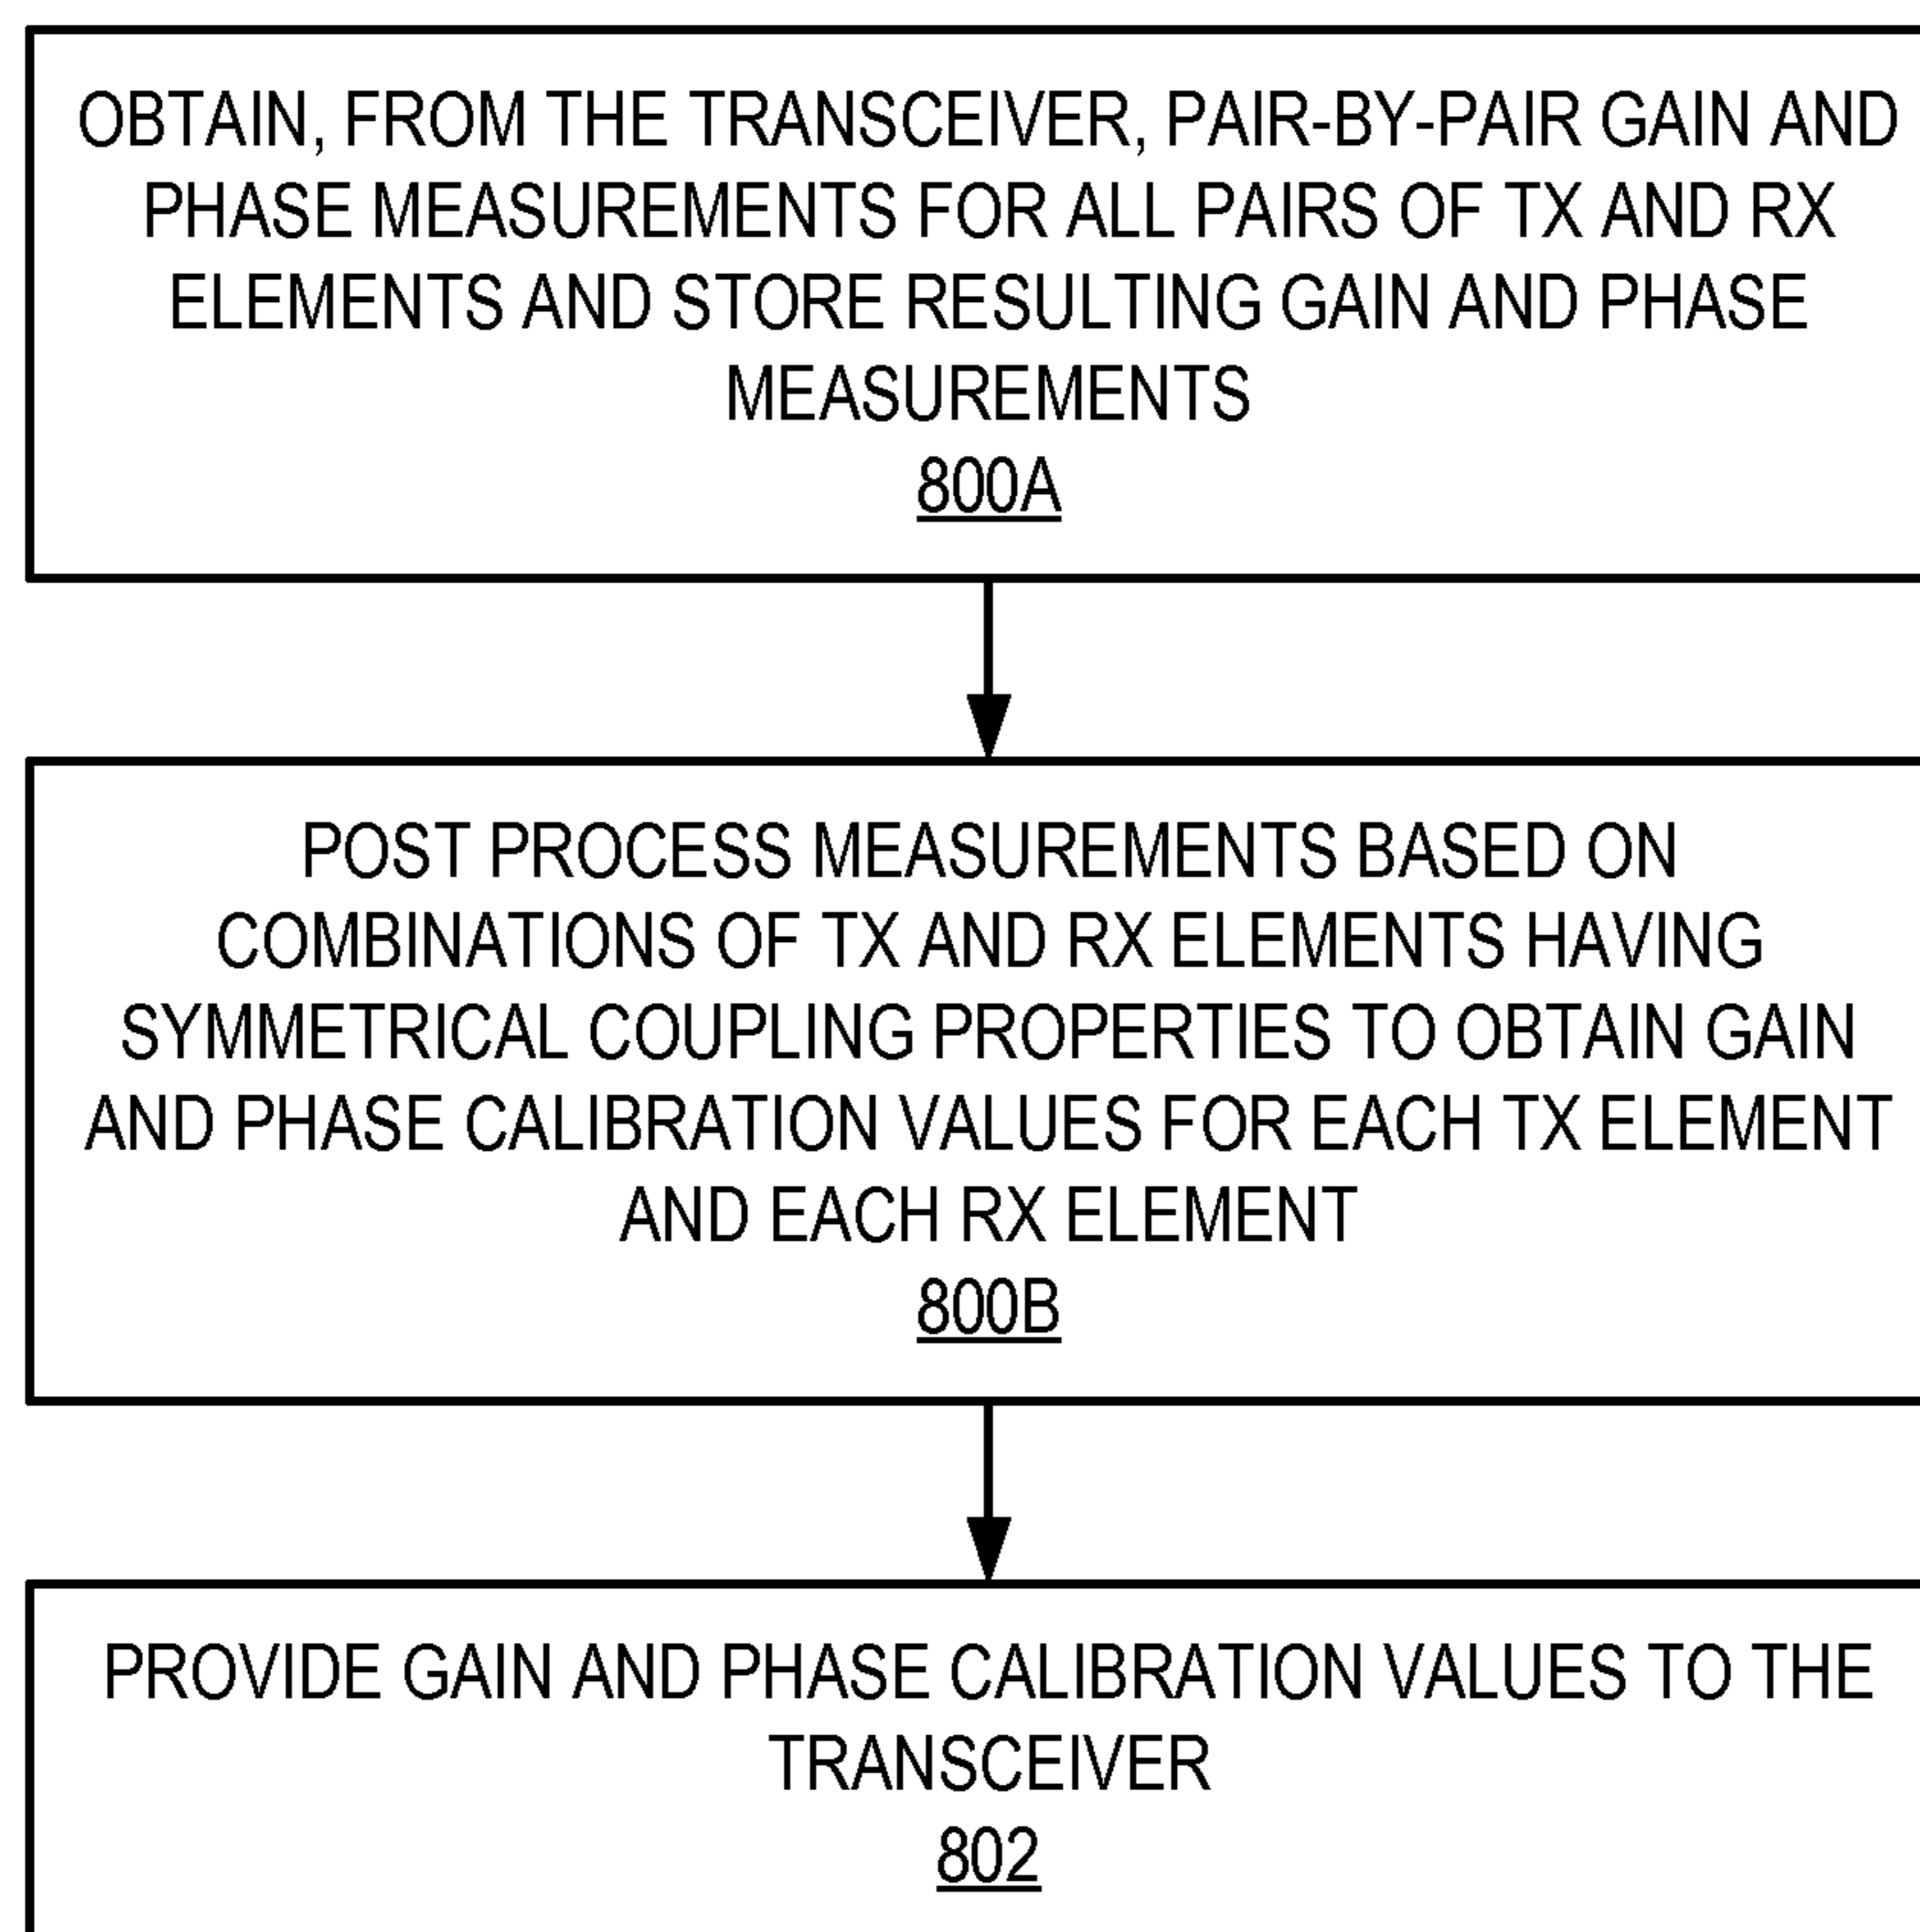 OBTAIN, FROM THE TRANSCEIVER, PAIR-BY-PAIR GAIN AND
PHASE MEASUREMENTS FOR ALL PAIRS OF TX AND RX
ELEMENTS AND STORE RESULTING GAIN AND PHASE
MEASUREMENTS
800A
POST PROCESS MEASUREMENTS BASED ON
COMBINATIONS OF TX AND RX ELEMENTS HAVING
SYMMETRICAL COUPLING PROPERTIES TO OBTAIN GAIN
AND PHASE CALIBRATION VALUES FOR EACH TX ELEMENT
AND EACH RX ELEMENT
800B
PROVIDE GAIN AND PHASE CALIBRATION VALUES TO THE
TRANSCEIVER
802